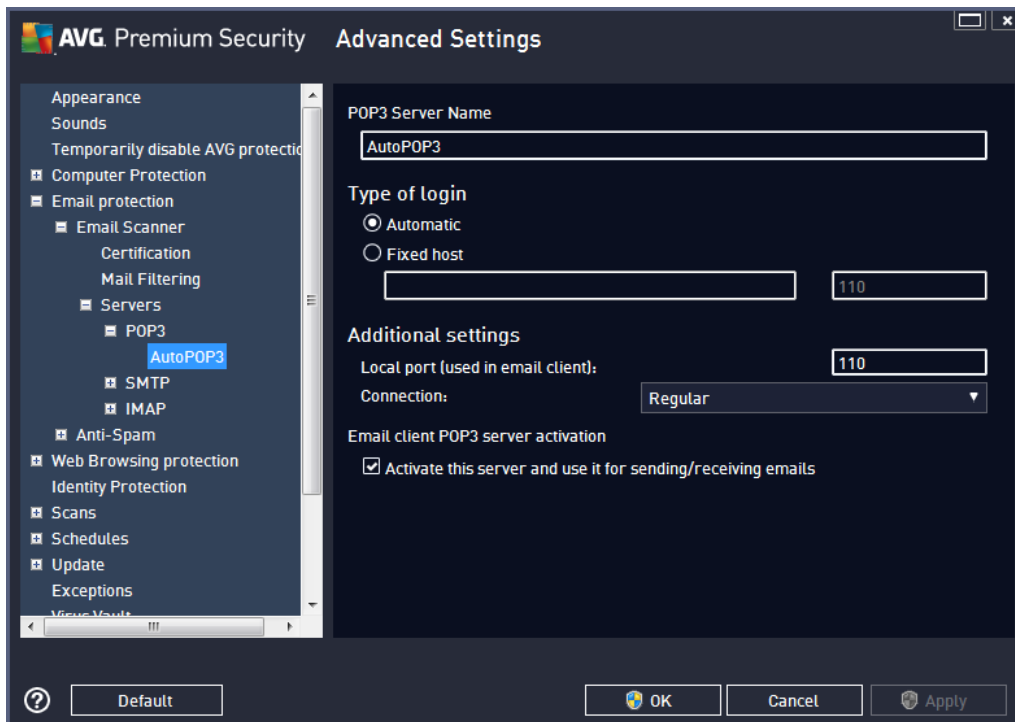 AVG. Premium Security Advanced Settings
Appearance
Sounds
Temporarily disable AVG protectio
Computer Protection
Email protection
Email Scanner
Certification
Mail Filtering
Servers
POP3
AutoPOP3
SMTP
IMAP
Anti-Spam
Web Browsing protection
Identity Protection
Scans
Schedules
Update
Exceptions
Virus Vault
POP3 Server Name
AutoPOP3
Type of login
Automatic
Fixed host
110
Additional settings
Local port (used in email client): 110
Connection: Regular
Email client POP3 server activation
Activate this server and use it for sending/receiving emails
Default OK Cancel Apply